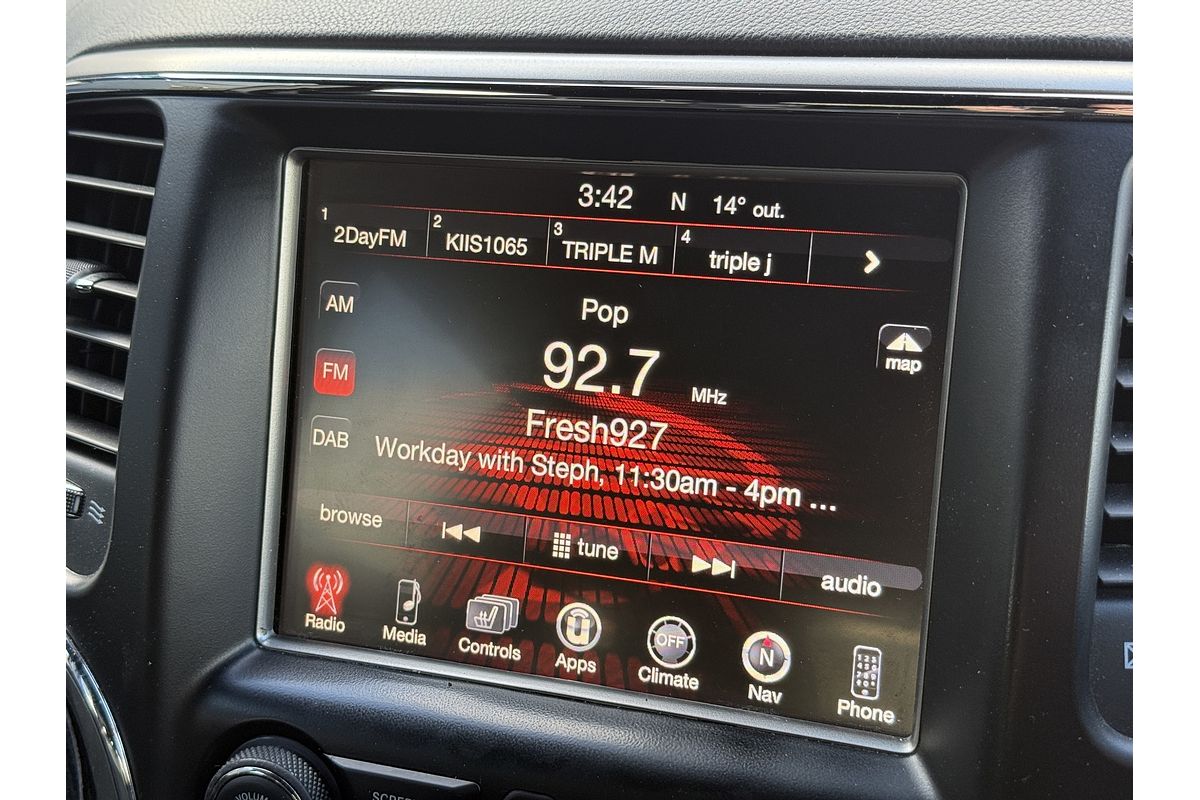 3:42 N 14° out.
1 2DayFM 2 KIIS1065 3 TRIPLE M 4 triple j
AM
Pop
map
92.7 MHz
FM
Fresh927
DAB
Workday with Steph, 11:30am - 4pm ...
browse tune audio
Radio Media Controls Apps OFF Climate N Nav Phone
VOLUME